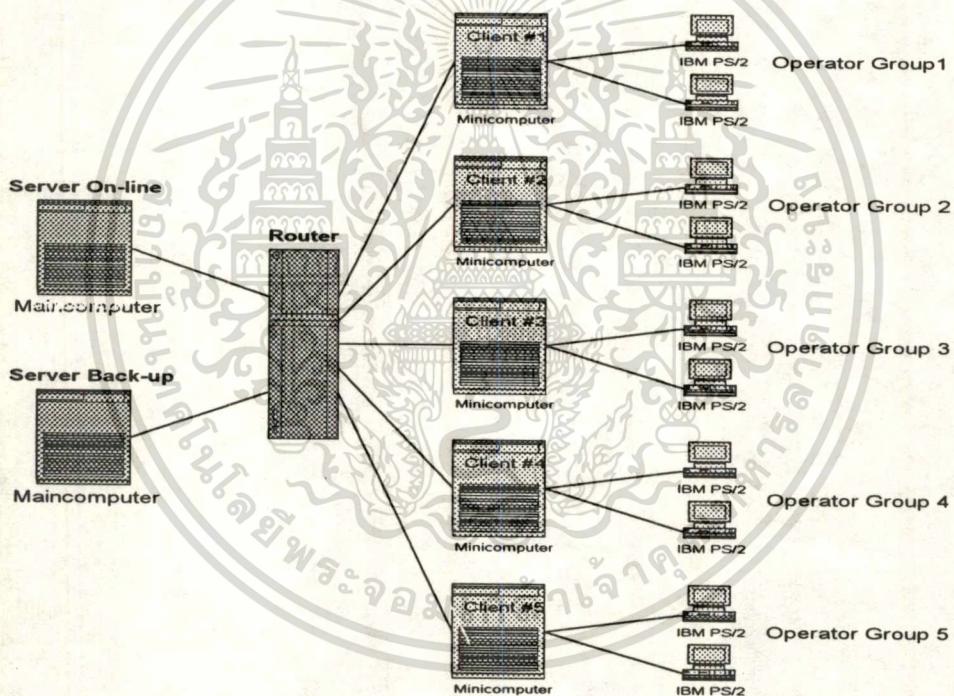 Client #1
Minicomputer
IBM PS/2
IBM PS/2
Operator Group1
Client #2
Minicomputer
IBM PS/2
IBM PS/2
Operator Group 2
Server On-line
Maincomputer
Router
Client #3
Minicomputer
IBM PS/2
IBM PS/2
Operator Group 3
Server Back-up
Maincomputer
Client #4
Minicomputer
IBM PS/2
IBM PS/2
Operator Group 4
Client #5
Minicomputer
IBM PS/2
IBM PS/2
Operator Group 5